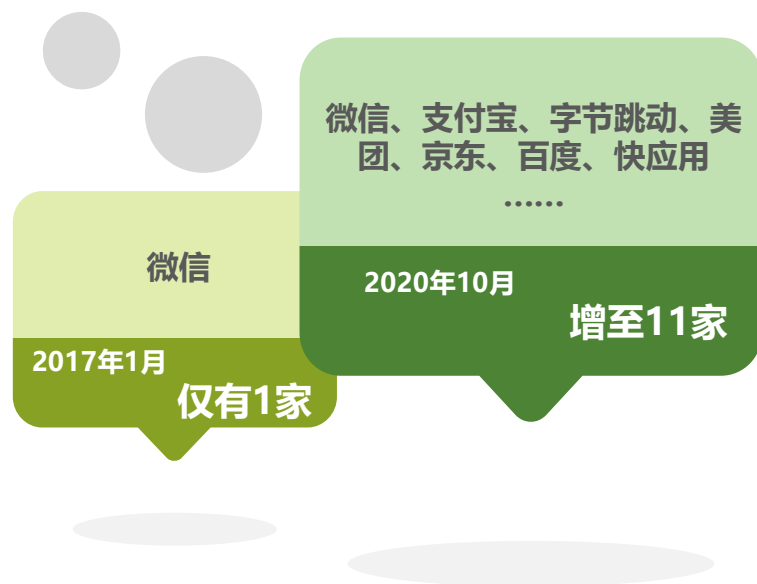 微信
2017年1月
仅有1家
微信、支付宝、字节跳动、美
团、京东、百度、快应用
……
2020年10月
增至11家